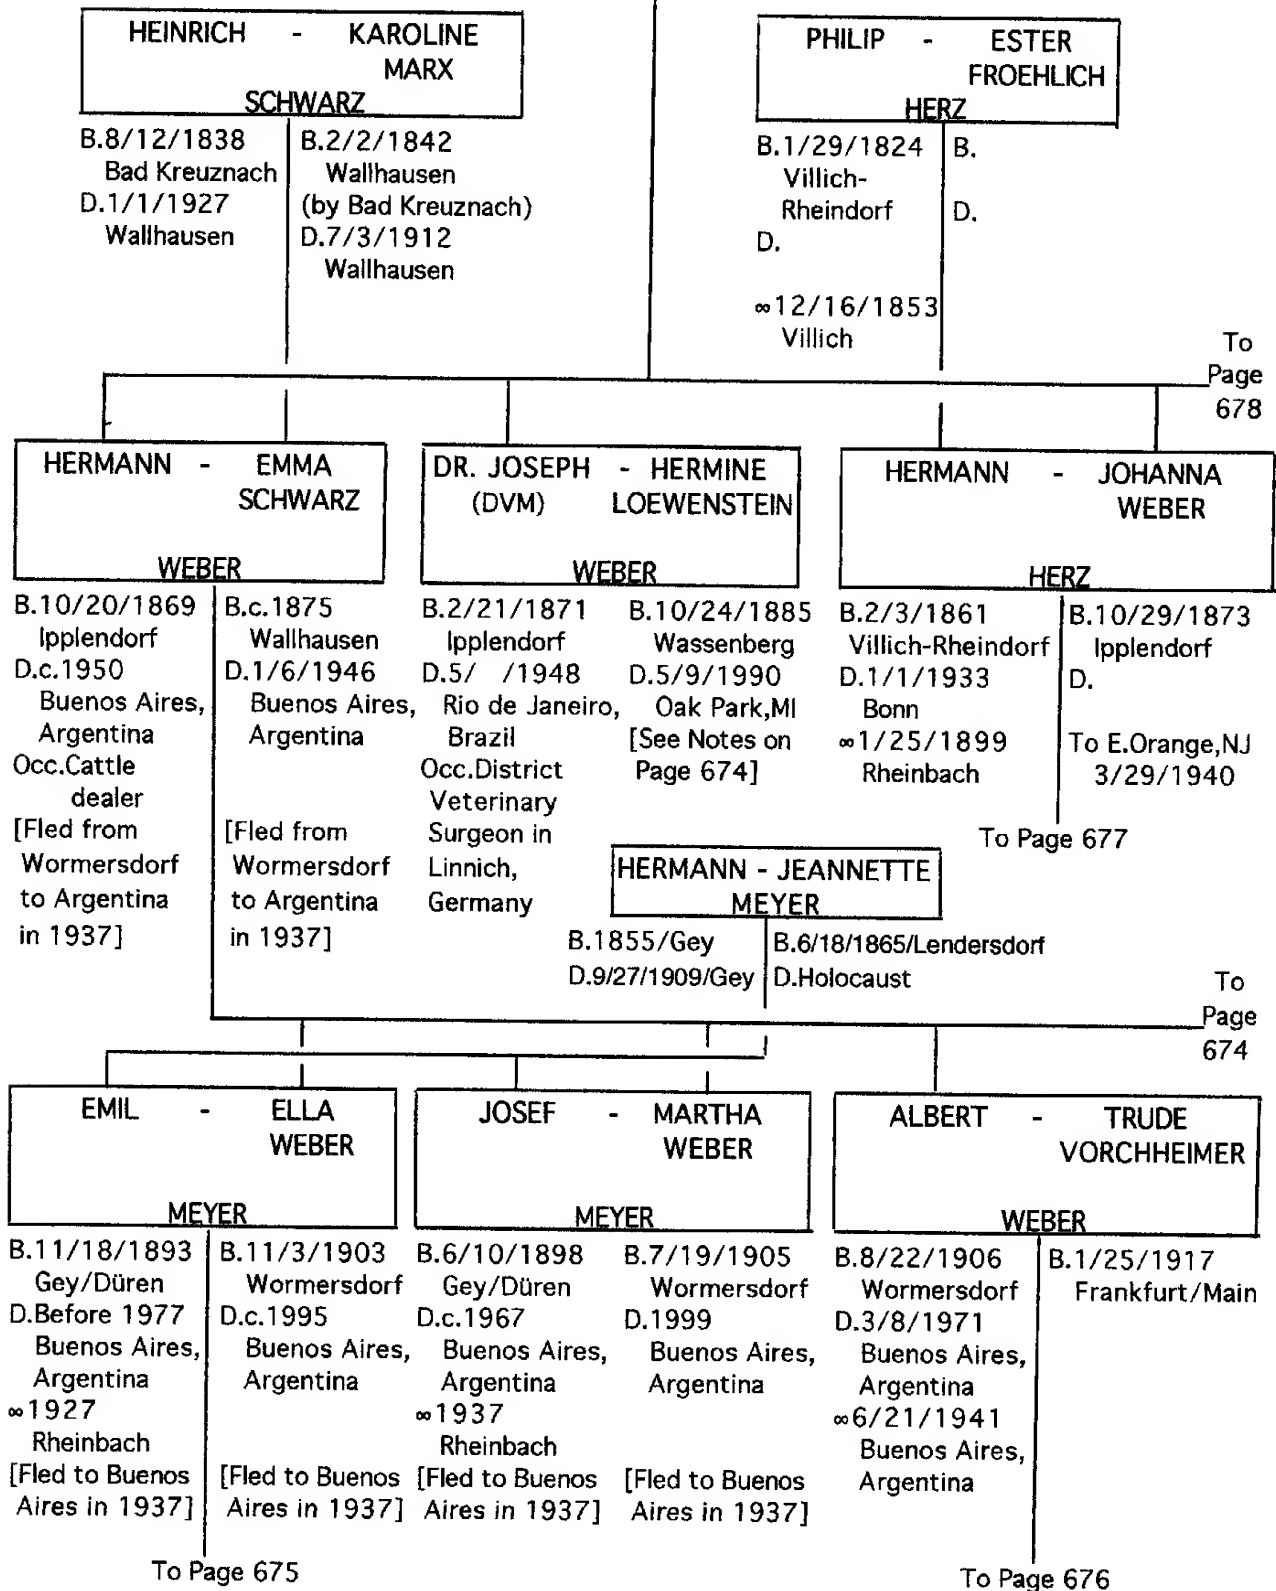 HEINRICH - KAROLINE
MARX
SCHWARZ
B.8/12/1838
Bad Kreuznach
D.1/1/1927
Wallhausen
B.2/2/1842
Wallhausen
(by Bad Kreuznach)
D.7/3/1912
Wallhausen
PHILIP - ESTER
FROEHLICH
HERZ
B.1/29/1824
Villich-
Rheindorf
D.
∞12/16/1853
Villich
B.
D.
To
Page
678
HERMANN - EMMA
SCHWARZ
WEBER
B.10/20/1869
Ipplendorf
D.c.1950
Buenos Aires,
Argentina
Occ.Cattle
dealer
[Fled from
Wormersdorf
to Argentina
in 1937]
B.c.1875
Wallhausen
D.1/6/1946
Buenos Aires,
Argentina
[Fled from
Wormersdorf
to Argentina
in 1937]
DR. JOSEPH - HERMINE
(DVM) LOEWENSTEIN
WEBER
B.2/21/1871
Ipplendorf
D.5/ /1948
Rio de Janeiro,
Brazil
Occ.District
Veterinary
Surgeon in
Linnich,
Germany
B.10/24/1885
Wassenberg
D.5/9/1990
Oak Park,MI
[See Notes on
Page 674]
HERMANN - JOHANNA
WEBER
HERZ
B.2/3/1861
Villich-Rheindorf
D.1/1/1933
Bonn
∞1/25/1899
Rheinbach
B.10/29/1873
Ipplendorf
D.
To E.Orange,NJ
3/29/1940
To Page 677
HERMANN - JEANNETTE
MEYER
B.1855/Gey
D.9/27/1909/Gey
B.6/18/1865/Lendersdorf
D.Holocaust
To
Page
674
EMIL - ELLA
WEBER
MEYER
B.11/18/1893
Gey/Düren
D.Before 1977
Buenos Aires,
Argentina
∞1927
Rheinbach
[Fled to Buenos
Aires in 1937]
B.11/3/1903
Wormersdorf
D.c.1995
Buenos Aires,
Argentina
[Fled to Buenos
Aires in 1937]
To Page 675
JOSEF - MARTHA
WEBER
MEYER
B.6/10/1898
Gey/Düren
D.c.1967
Buenos Aires,
Argentina
∞1937
Rheinbach
[Fled to Buenos
Aires in 1937]
B.7/19/1905
Wormersdorf
D.1999
Buenos Aires,
Argentina
[Fled to Buenos
Aires in 1937]
ALBERT - TRUDE
VORCHHEIMER
WEBER
B.8/22/1906
Wormersdorf
D.3/8/1971
Buenos Aires,
Argentina
∞6/21/1941
Buenos Aires,
Argentina
B.1/25/1917
Frankfurt/Main
To Page 676